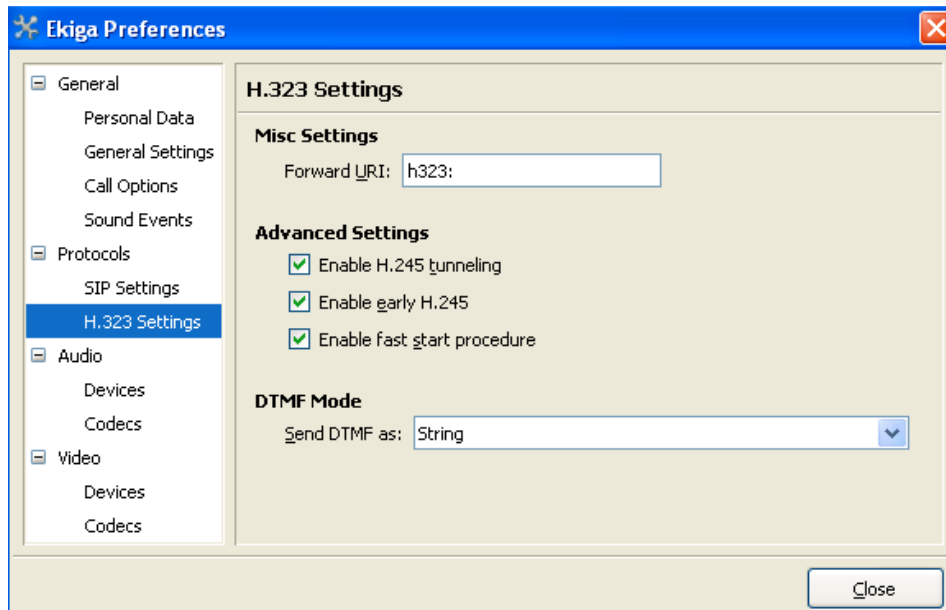 Ekiga Preferences
General
Personal Data
General Settings
Call Options
Sound Events
Protocols
SIP Settings
H.323 Settings
Audio
Devices
Codecs
Video
Devices
Codecs
H.323 Settings
Misc Settings
Forward URI: h323:
Advanced Settings
Enable H.245 tunneling
Enable early H.245
Enable fast start procedure
DTMF Mode
Send DTMF as: String
Close